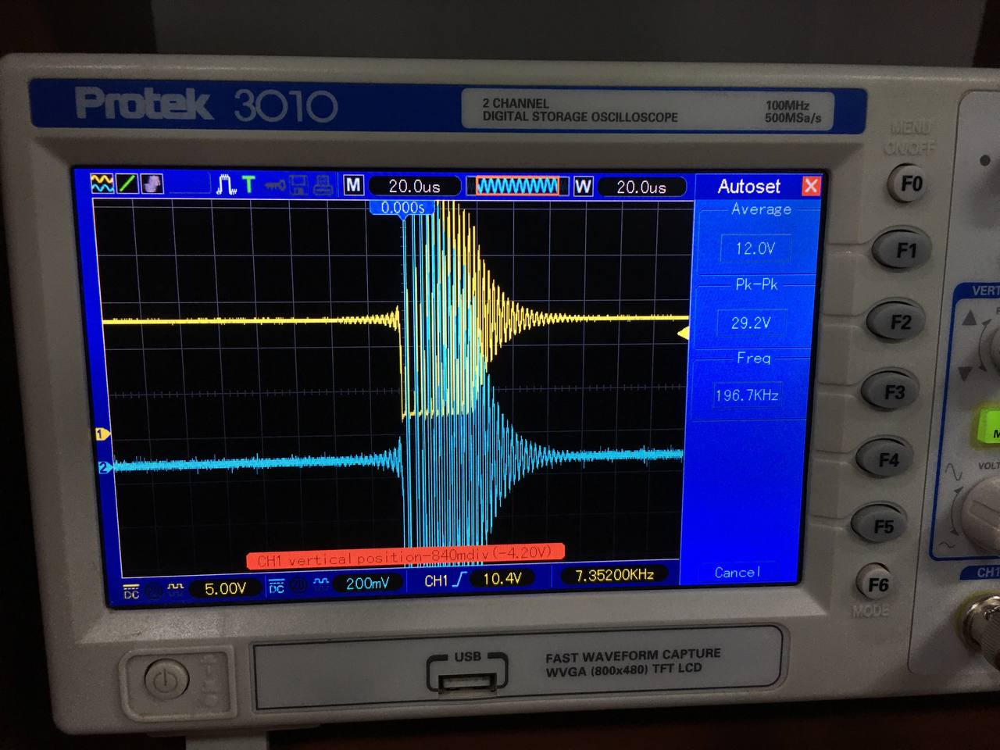 Protek 3010
2 CHANNEL
DIGITAL STORAGE OSCILLOSCOPE
100MHz
500MSa/s
MENU
ON/OFF
T
M
20.0us
W
20.0us
Autoset
X
0.000s
Average
12.0V
Pk-Pk
29.2V
Freq
196.7KHz
Cancel
1
2
CH1 vertical position-840mdiv(-4.20V)
DC
20
5.00V
DC
20
200mV
CH1
10.4V
7.35200KHz
F0
F1
F2
F3
F4
F5
F6
MODE
USB
FAST WAVEFORM CAPTURE
WVGA (800x480) TFT LCD
CH1